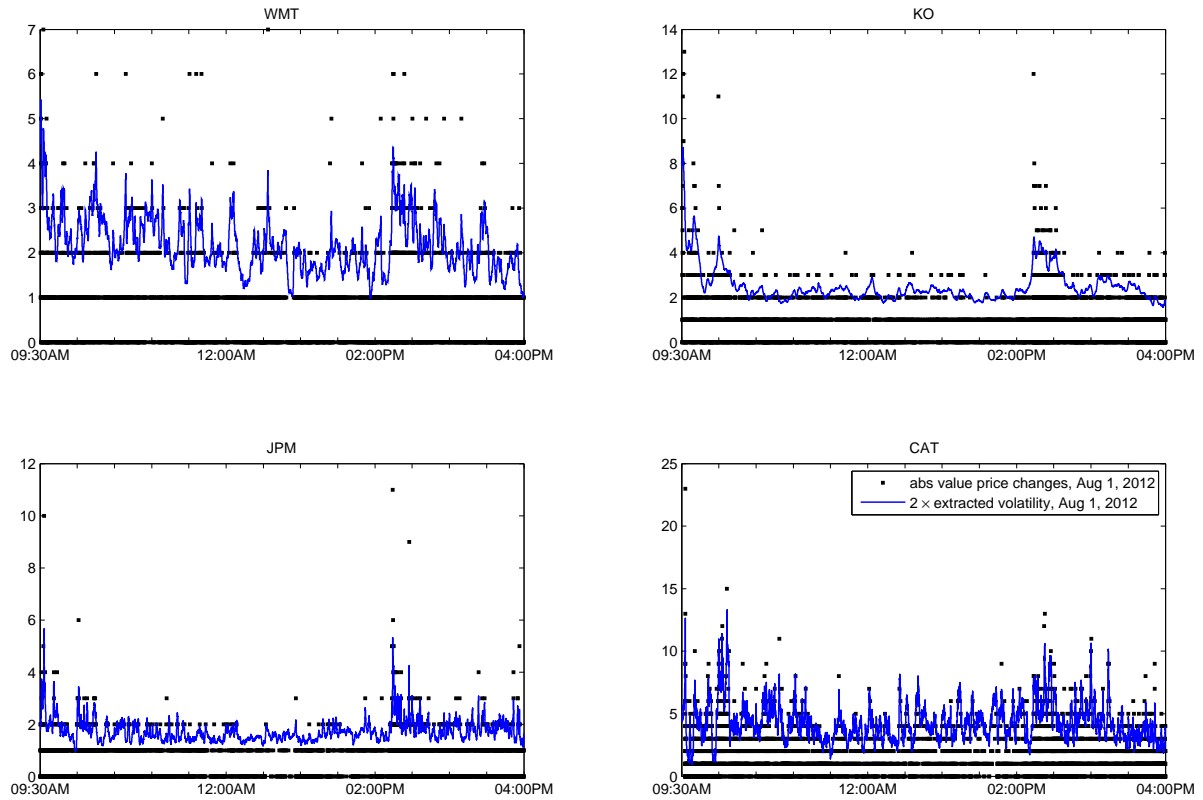 WMT
7
6
5
4
3
2
1
0
09:30AM 12:00AM 02:00PM 04:00PM
KO
14
12
10
8
6
4
2
0
09:30AM 12:00AM 02:00PM 04:00PM
JPM
12
10
8
6
4
2
0
09:30AM 12:00AM 02:00PM 04:00PM
CAT
25
20
15
10
5
0
abs value price changes, Aug 1, 2012
2 × extracted volatility, Aug 1, 2012
09:30AM 12:00AM 02:00PM 04:00PM